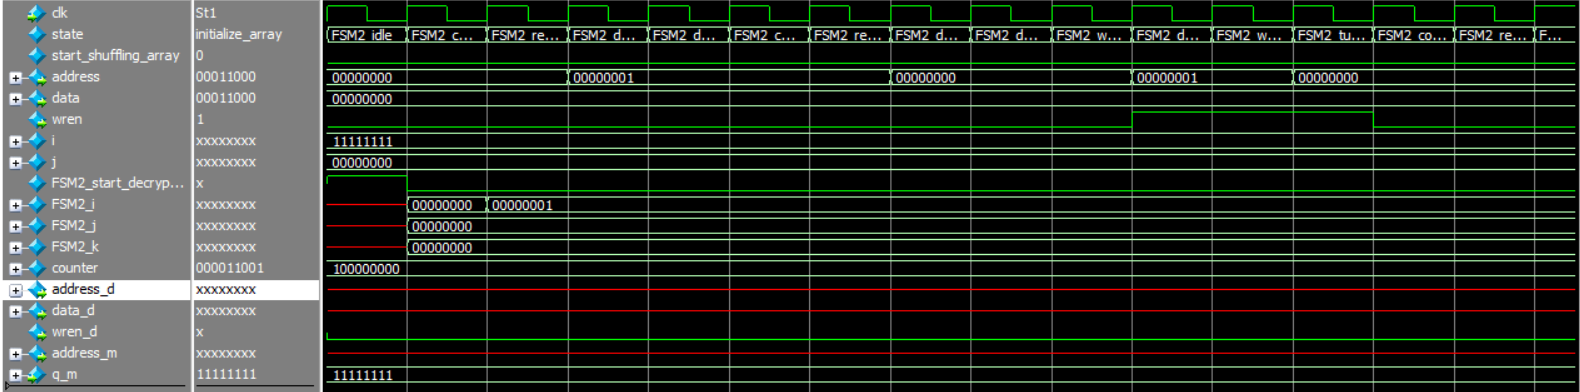 clk St1
state initialize_array FSM2 idle FSM2 c... FSM2 re... FSM2 d... FSM2 d... FSM2 c... FSM2 re... FSM2 d... FSM2 d... FSM2 w... FSM2 d... FSM2 w... FSM2 tu... FSM2 co... FSM2 re... F...
start_shuffling_array 0
address 00011000 00000000 00000001 00000000 00000001 00000000
data 00011000 00000000
wren 1
i xxxxxxxx 11111111
j xxxxxxxx 00000000
FSM2_start_decryp... x
FSM2_i xxxxxxxx 00000000 00000001
FSM2_j xxxxxxxx 00000000
FSM2_k xxxxxxxx 00000000
counter 000011001 100000000
address_d xxxxxxxx
data_d xxxxxxxx
wren_d x
address_m xxxxxxxx
q_m 11111111 11111111